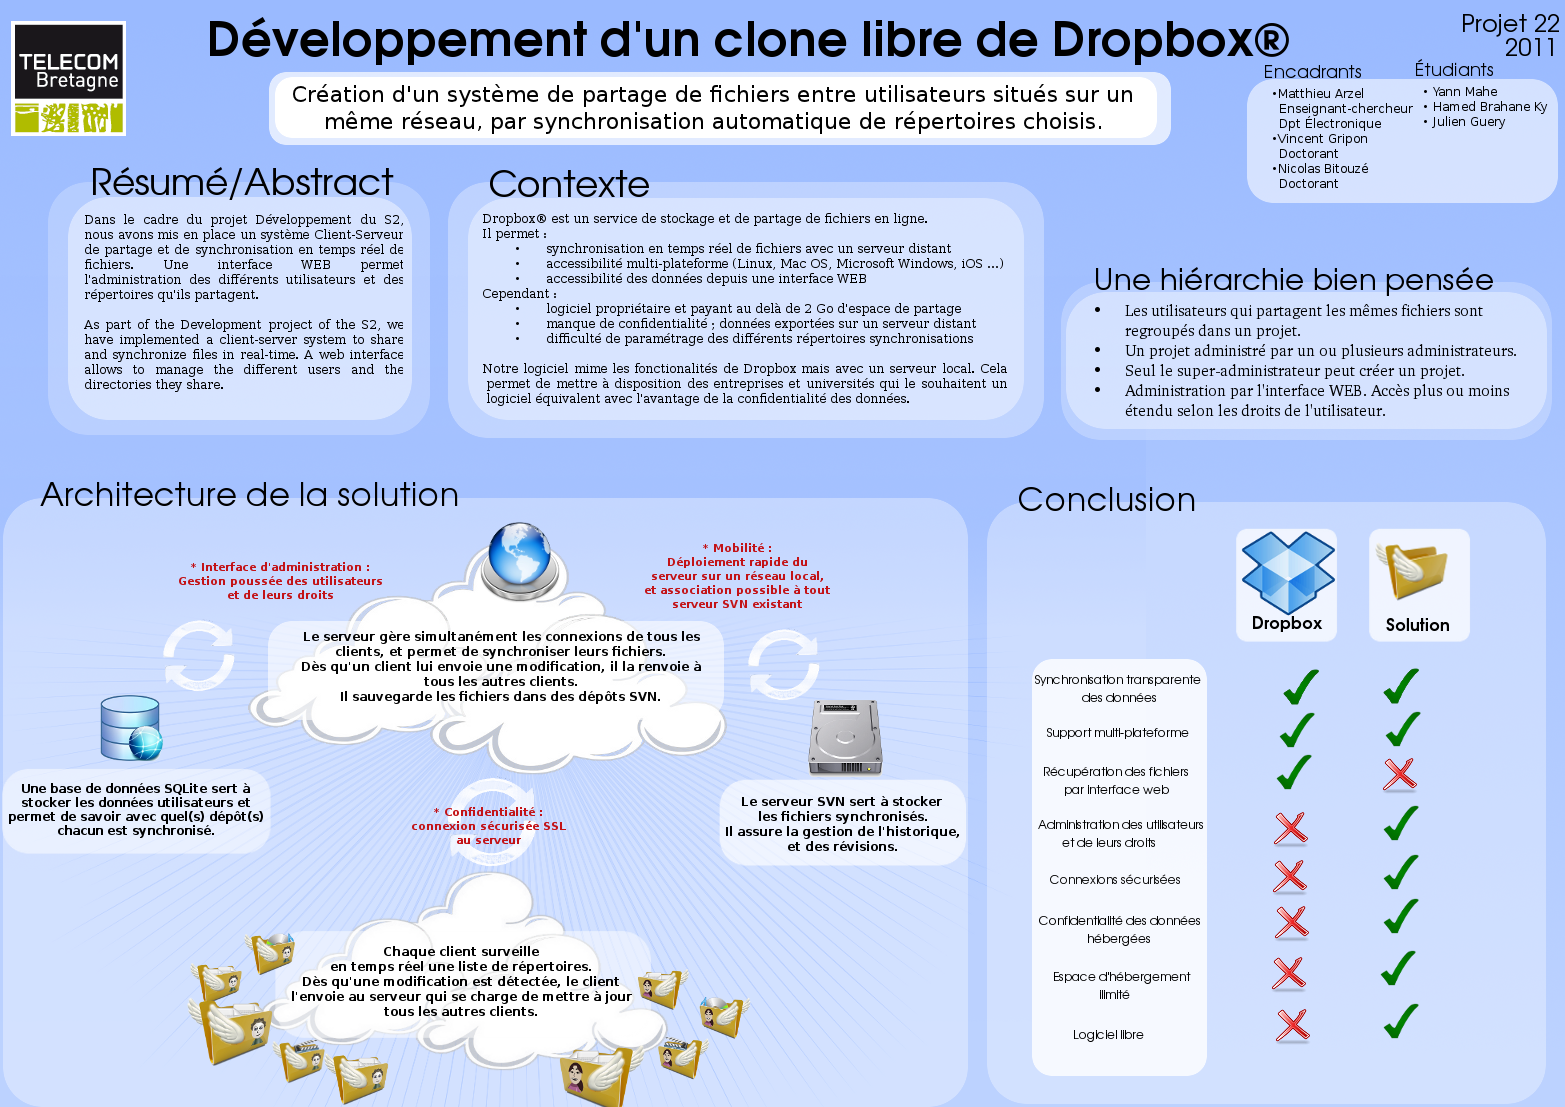 TELECOM
Bretagne
Développement d'un clone libre de Dropbox®
Projet 22
2011
Création d'un système de partage de fichiers entre utilisateurs situés sur un
même réseau, par synchronisation automatique de répertoires choisis.
Encadrants
•Matthieu Arzel
Enseignant-chercheur
Dpt Électronique
•Vincent Gripon
Doctorant
•Nicolas Bitouzé
Doctorant
Étudiants
• Yann Mahe
• Hamed Brahane Ky
• Julien Guery
Résumé/Abstract
Dans le cadre du projet Développement du S2,
nous avons mis en place un système Client-Serveur
de partage et de synchronisation en temps réel de
fichiers. Une interface WEB permet
l'administration des différents utilisateurs et des
répertoires qu'ils partagent.
As part of the Development project of the S2, we
have implemented a client-server system to share
and synchronize files in real-time. A web interface
allows to manage the different users and the
directories they share.
Contexte
Dropbox® est un service de stockage et de partage de fichiers en ligne.
Il permet :
• synchronisation en temps réel de fichiers avec un serveur distant
• accessibilité multi-plateforme (Linux, Mac OS, Microsoft Windows, iOS ...)
• accessibilité des données depuis une interface WEB
Cependant :
• logiciel propriétaire et payant au delà de 2 Go d'espace de partage
• manque de confidentialité ; données exportées sur un serveur distant
• difficulté de paramétrage des différents répertoires synchronisations
Notre logiciel mime les fonctionalités de Dropbox mais avec un serveur local. Cela
permet de mettre à disposition des entreprises et universités qui le souhaitent un
logiciel équivalent avec l'avantage de la confidentialité des données.
Une hiérarchie bien pensée
• Les utilisateurs qui partagent les mêmes fichiers sont
regroupés dans un projet.
• Un projet administré par un ou plusieurs administrateurs.
• Seul le super-administrateur peut créer un projet.
• Administration par l'interface WEB. Accès plus ou moins
étendu selon les droits de l'utilisateur.
Architecture de la solution
* Interface d'administration :
Gestion poussée des utilisateurs
et de leurs droits
* Mobilité :
Déploiement rapide du
serveur sur un réseau local,
et association possible à tout
serveur SVN existant
Le serveur gère simultanément les connexions de tous les
clients, et permet de synchroniser leurs fichiers.
Dès qu'un client lui envoie une modification, il la renvoie à
tous les autres clients.
Il sauvegarde les fichiers dans des dépôts SVN.
Une base de données SQLite sert à
stocker les données utilisateurs et
permet de savoir avec quel(s) dépôt(s)
chacun est synchronisé.
* Confidentialité :
connexion sécurisée SSL
au serveur
Le serveur SVN sert à stocker
les fichiers synchronisés.
Il assure la gestion de l'historique,
et des révisions.
Chaque client surveille
en temps réel une liste de répertoires.
Dès qu'une modification est détectée, le client
l'envoie au serveur qui se charge de mettre à jour
tous les autres clients.
Conclusion
Dropbox
Solution
Synchronisation transparente
des données
Support multi-plateforme
Récupération des fichiers
par interface web
Administration des utilisateurs
et de leurs droits
Connexions sécurisées
Confidentialité des données
hébergées
Espace d'hébergement
illimité
Logiciel libre